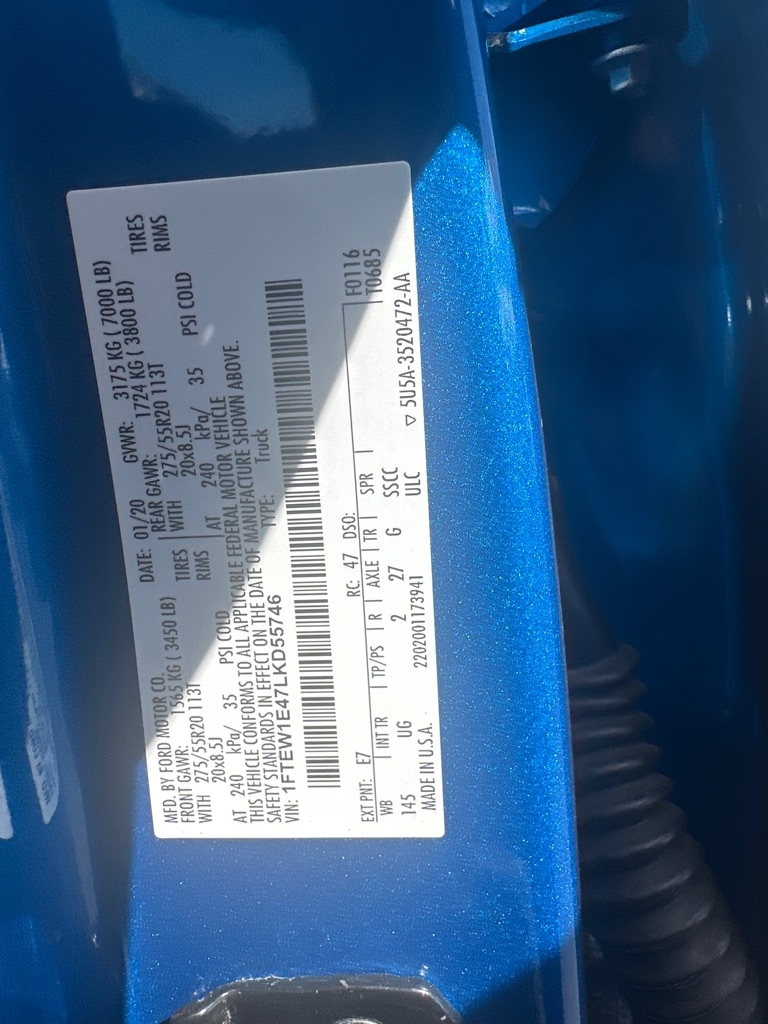 MFD. BY FORD MOTOR CO.
DATE: 01/20 GVWR: 3175 KG ( 7000 LB)
FRONT GAWR: 1565 KG ( 3450 LB) REAR GAWR: 1724 KG ( 3800 LB)
WITH 275/55R20 113T TIRES WITH 275/55R20 113T TIRES
20x8.5J RIMS 20x8.5J RIMS
AT 240 kPa/ 35 PSI COLD AT 240 kPa/ 35 PSI COLD
THIS VEHICLE CONFORMS TO ALL APPLICABLE FEDERAL MOTOR VEHICLE
SAFETY STANDARDS IN EFFECT ON THE DATE OF MANUFACTURE SHOWN ABOVE.
VIN: 1FTEW1E47LKD55746 TYPE: Truck
F0116
EXT PNT: E7 RC: 47 DSO: T0685
WB INT TR TP/PS R AXLE TR SPR
145 UG 2 27 G SSCC
MADE IN U.S.A. 2202001173941 ULC ▽ 5U5A-3520472-AA